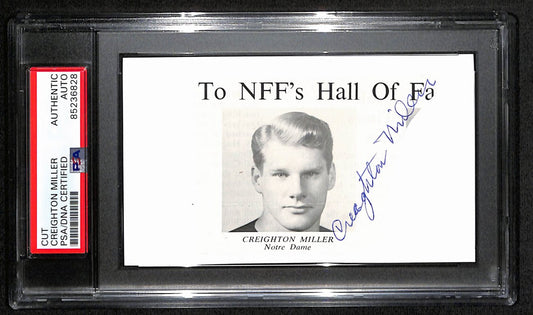 CUT
CREIGHTON MILLER
PSA/DNA CERTIFIED
AUTHENTIC
AUTO
85236828
PSA
To NFF's Hall Of Fa
Creighton Miller
CREIGHTON MILLER
Notre Dame